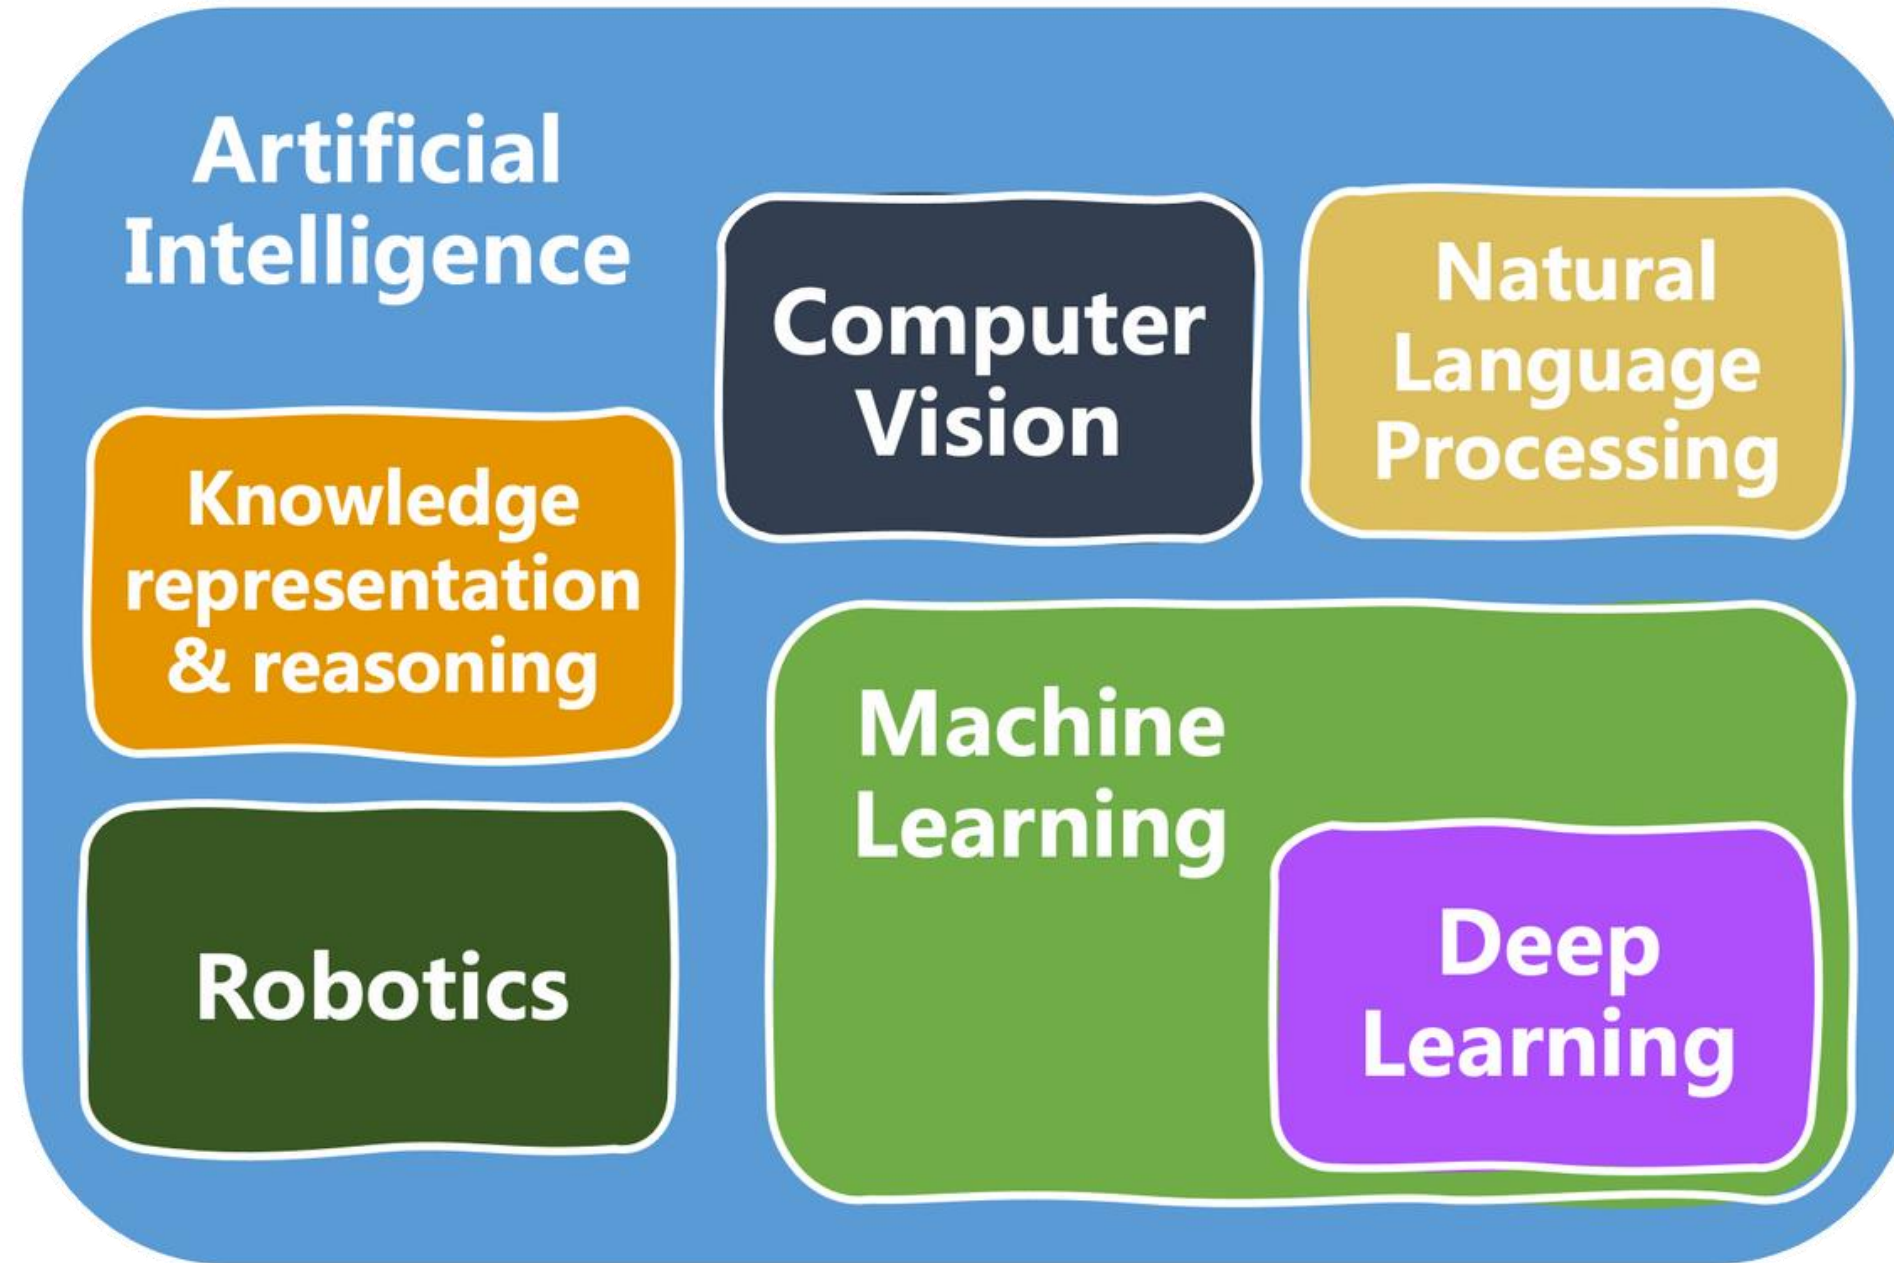 Artificial
Intelligence
Computer
Vision
Natural
Language
Processing
Knowledge
representation
& reasoning
Machine
Learning
Robotics
Deep
Learning